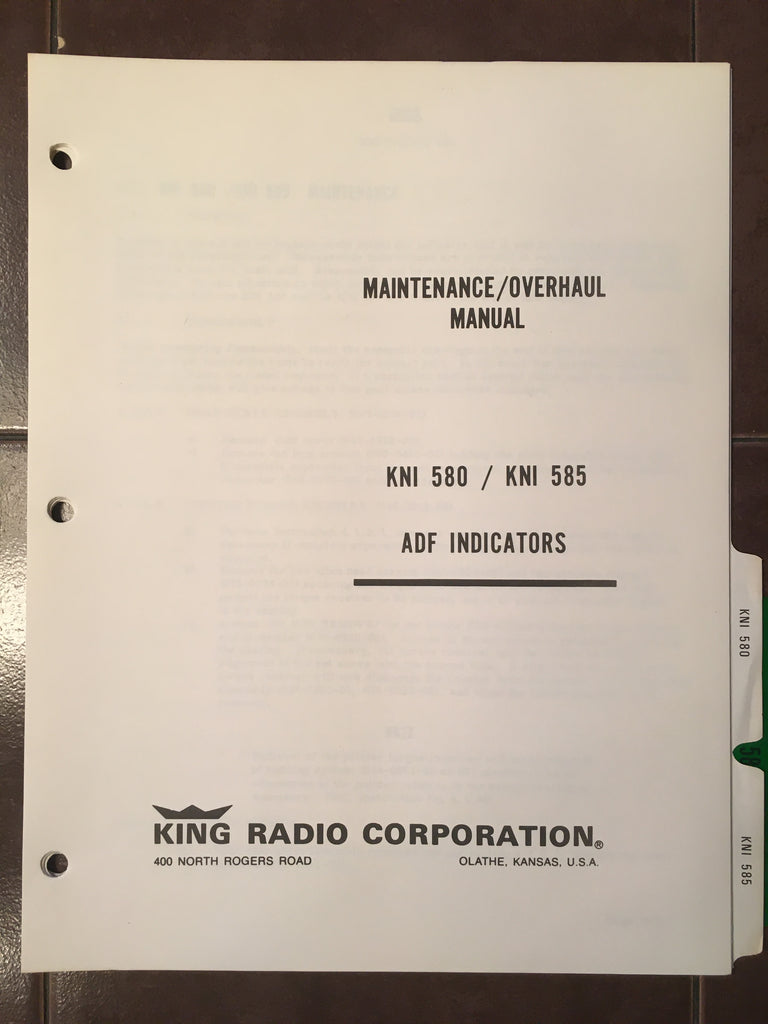 MAINTENANCE/OVERHAUL
MANUAL
KNI 580 / KNI 585
ADF INDICATORS
KING RADIO CORPORATION®
400 NORTH ROGERS ROAD
OLATHE, KANSAS, U.S.A.
KNI 580
58
KNI 585